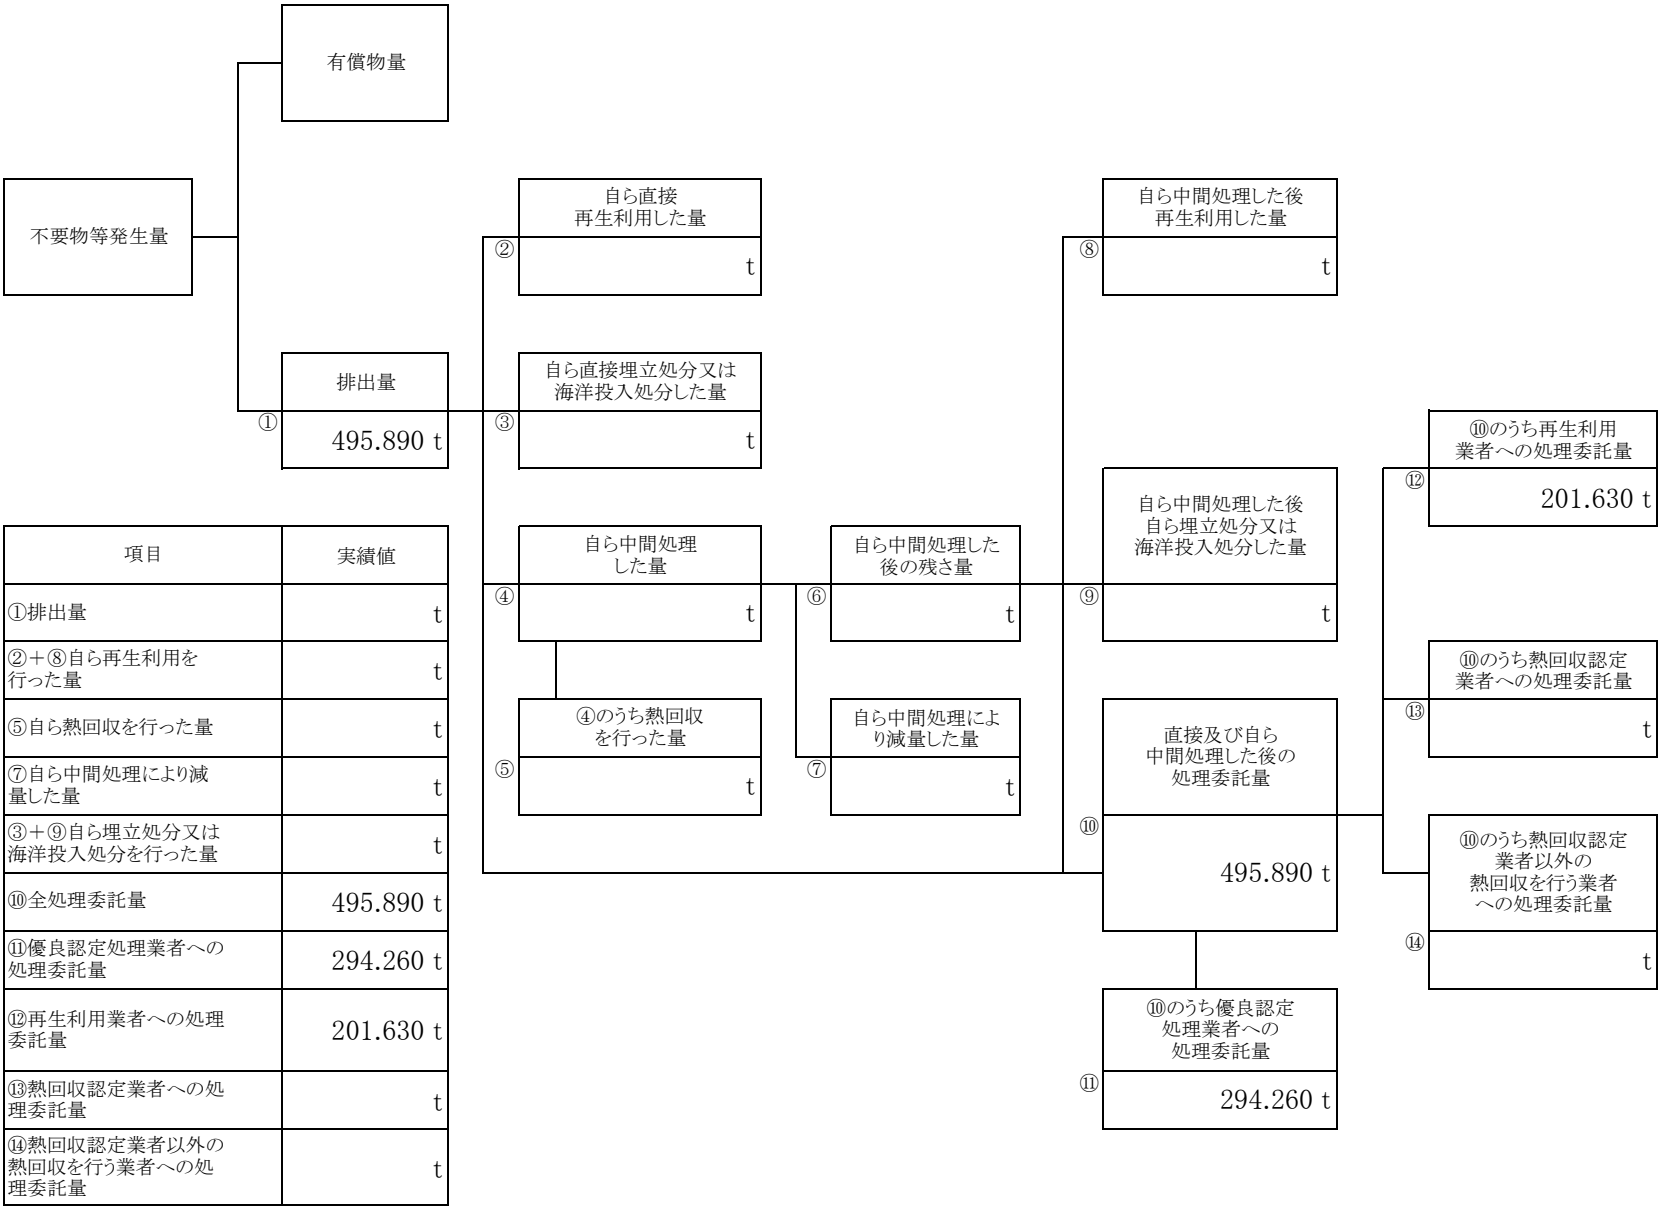 有償物量
不要物等発生量
自ら直接
再生利用した量
②
t
自ら中間処理した後
再生利用した量
⑧
t
排出量
①
495.890 t
自ら直接埋立処分又は
海洋投入処分した量
③
t
⑩のうち再生利用
業者への処理委託量
⑫
201.630 t
自ら中間処理
した量
④
t
自ら中間処理した
後の残さ量
⑥
t
自ら中間処理した後
自ら埋立処分又は
海洋投入処分した量
⑨
t
⑩のうち熱回収認定
業者への処理委託量
⑬
t
④のうち熱回収
を行った量
⑤
t
自ら中間処理によ
り減量した量
⑦
t
直接及び自ら
中間処理した後の
処理委託量
⑩
495.890 t
⑩のうち熱回収認定
業者以外の
熱回収を行う業者
への処理委託量
⑭
t
⑩のうち優良認定
処理業者への
処理委託量
⑪
294.260 t
項目 実績値
①排出量 t
②＋⑧自ら再生利用を
行った量 t
⑤自ら熱回収を行った量 t
⑦自ら中間処理により減
量した量 t
③＋⑨自ら埋立処分又は
海洋投入処分を行った量 t
⑩全処理委託量 495.890 t
⑪優良認定処理業者への
処理委託量 294.260 t
⑫再生利用業者への処理
委託量 201.630 t
⑬熱回収認定業者への処
理委託量 t
⑭熱回収認定業者以外の
熱回収を行う業者への処
理委託量 t